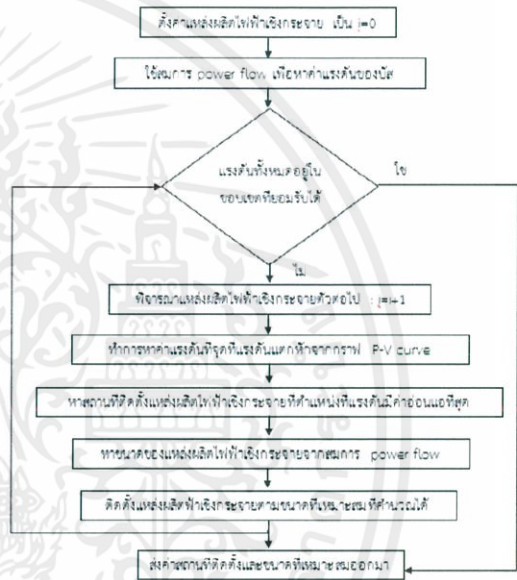 ตั้งค่าแหล่งผลิตไฟฟ้าเชิงกระจาย เป็น j=0
ใช้สมการ power flow เพื่อหาค่าแรงดันของบัส
แรงดันทั้งหมดอยู่ใน
ขอบเขตที่ยอมรับได้
ใช่
ไม่
พิจารณาแหล่งผลิตไฟฟ้าเชิงกระจายตัวต่อไป : j=j+1
ทำการหาค่าแรงดันที่จุดที่แรงดันแตกหักจากกราฟ P-V curve
หาสถานที่ติดตั้งแหล่งผลิตไฟฟ้าเชิงกระจายที่ตำแหน่งที่แรงดันมีค่าอ่อนแอที่สุด
หาขนาดของแหล่งผลิตไฟฟ้าเชิงกระจายจากสมการ power flow
ติดตั้งแหล่งผลิตฟ้าเชิงกระจายตามขนาดที่เหมาะสมที่คำนวณได้
ส่งค่าสถานที่ติดตั้งและขนาดที่เหมาะสมออกมา